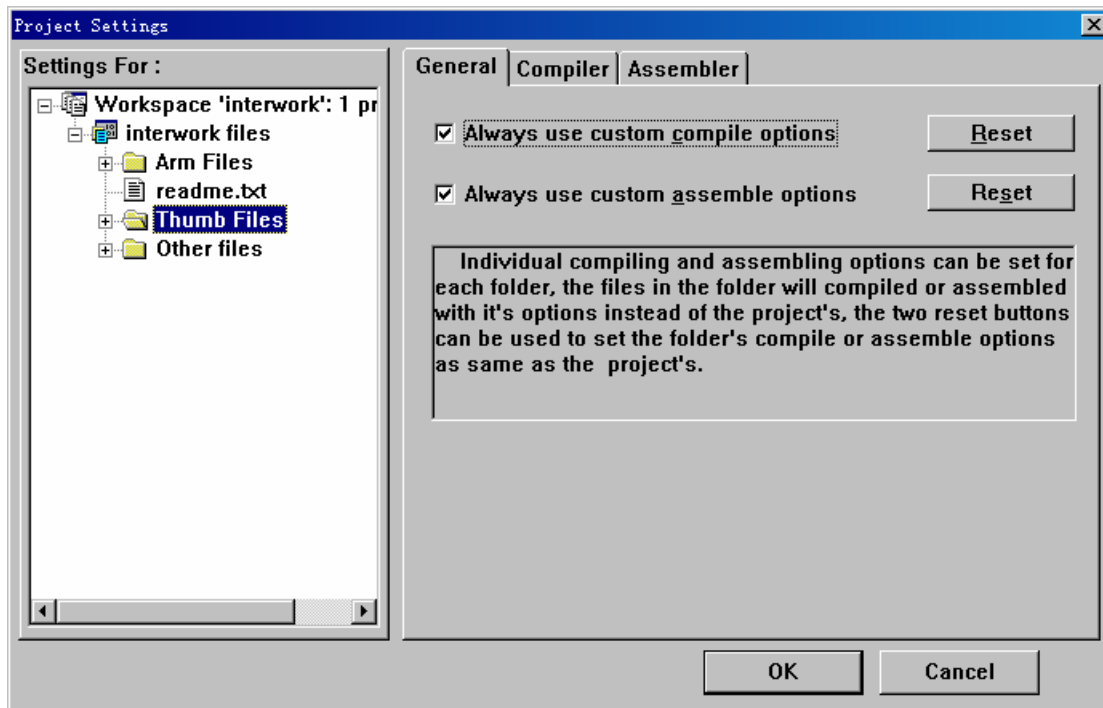 Project Settings
Settings For :
Workspace 'interwork': 1 pr
interwork files
Arm Files
readme.txt
Thumb Files
Other files
General Compiler Assembler
Always use custom compile options Reset
Always use custom assemble options Reset
Individual compiling and assembling options can be set for
each folder, the files in the folder will compiled or assembled
with it's options instead of the project's, the two reset buttons
can be used to set the folder's compile or assemble options
as same as the project's.
OK Cancel